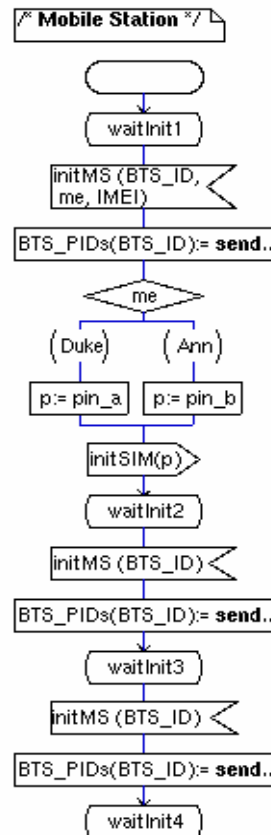 /* Mobile Station */
waitInit1
initMS (BTS_ID,
me, IMEI)
BTS_PIDs(BTS_ID):= send..
me
(Duke) (Ann)
p:= pin_a p:= pin_b
initSIM(p)
waitInit2
initMS (BTS_ID)
BTS_PIDs(BTS_ID):= send..
waitInit3
initMS (BTS_ID)
BTS_PIDs(BTS_ID):= send..
waitInit4